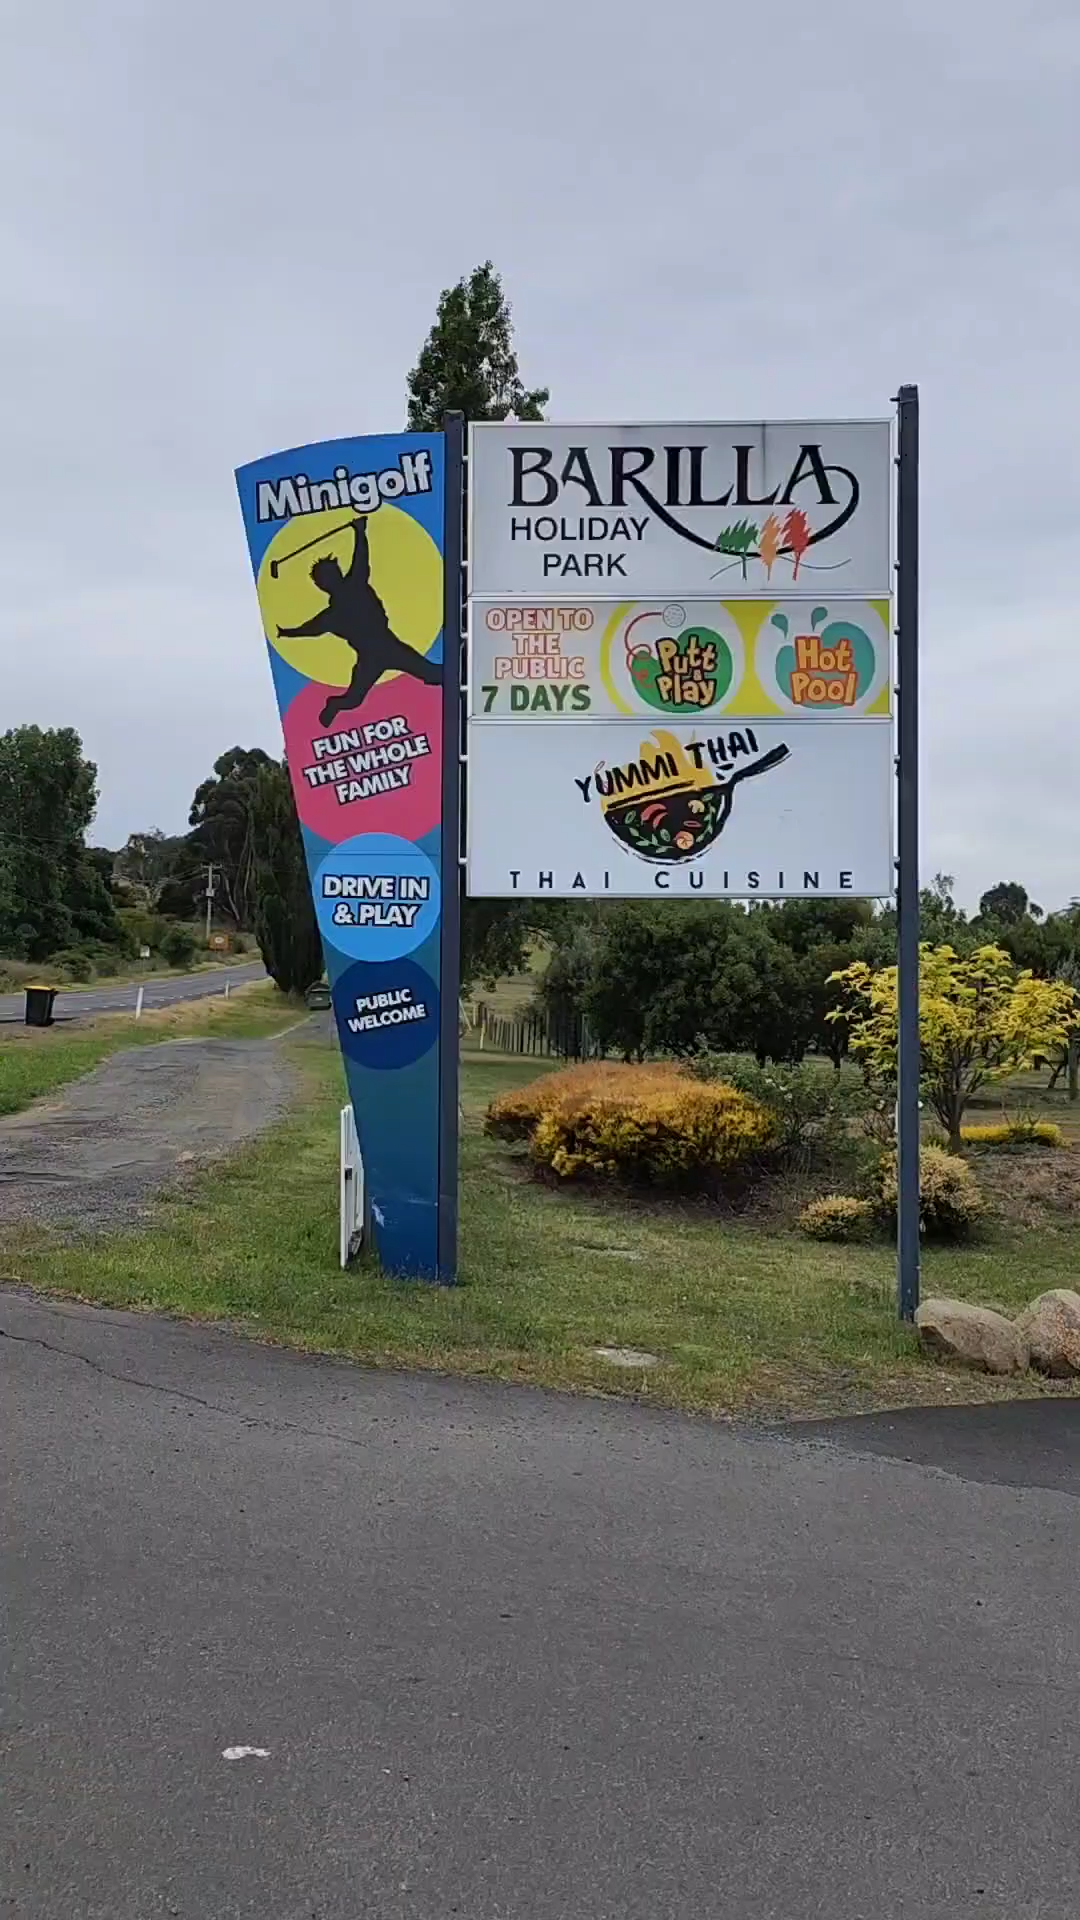 Minigolf
FUN FOR
THE WHOLE
FAMILY
DRIVE IN
& PLAY
PUBLIC
WELCOME
BARILLA
HOLIDAY
PARK
OPEN TO
THE
PUBLIC
7 DAYS
Putt
&
Play
Hot
Pool
YUMMI THAI
THAI CUISINE